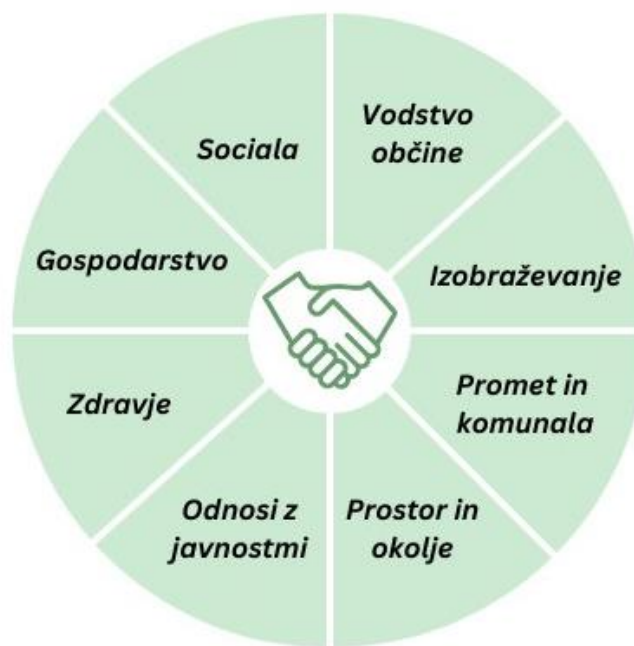 Sociala
Vodstvo
občine
Gospodarstvo
Izobraževanje
Zdravje
Promet in
komunala
Odnosi z
javnostmi
Prostor in
okolje